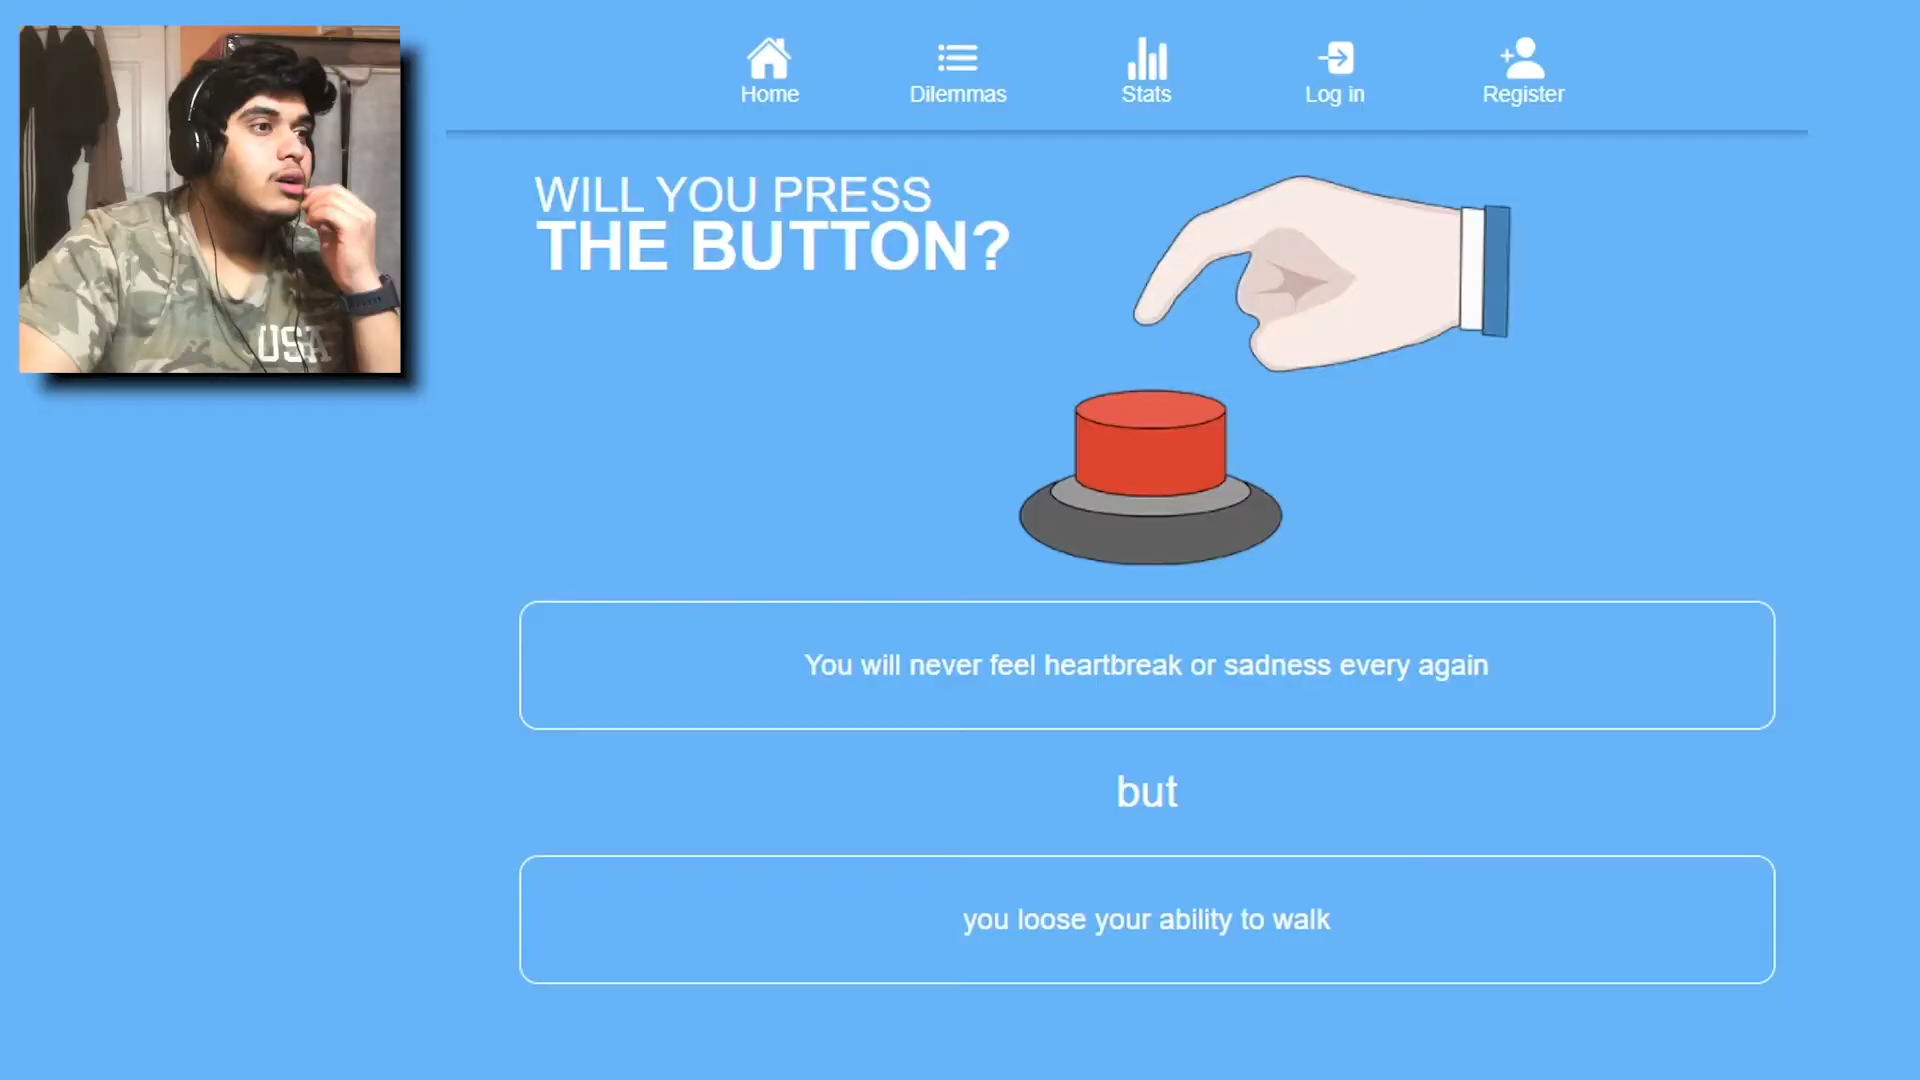 Home
Dilemmas
Stats
Log in
Register
WILL YOU PRESS
THE BUTTON?
USA
You will never feel heartbreak or sadness every again
but
you loose your ability to walk